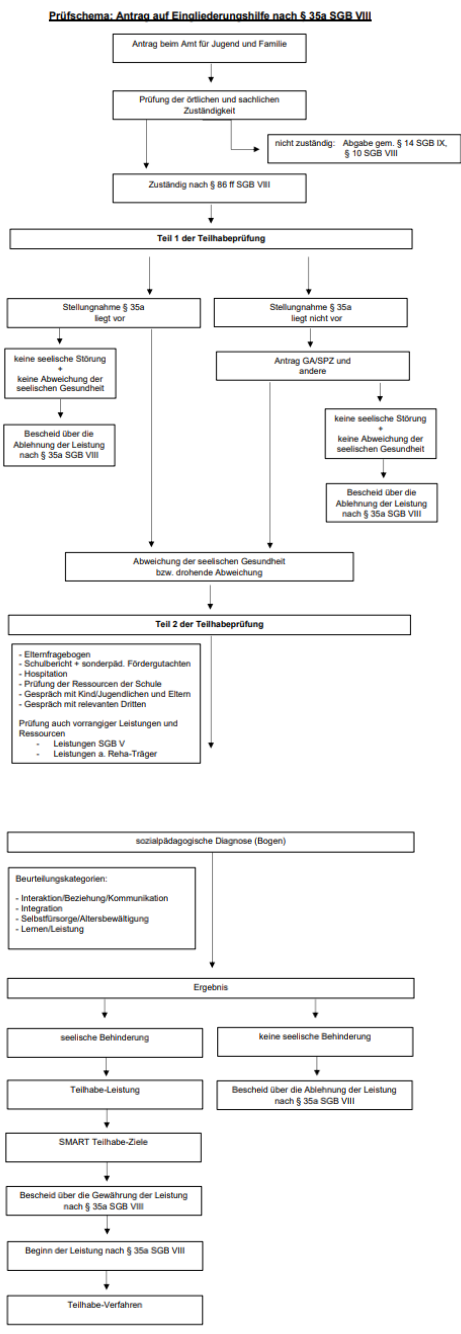 Prüfschema: Antrag auf Eingliederungshilfe nach § 35a SGB VIII
Antrag beim Amt für Jugend und Familie
Prüfung der örtlichen und sachlichen
Zuständigkeit
nicht zuständig: Abgabe gem. § 14 SGB IX,
§ 10 SGB VIII
Zuständig nach § 86 ff SGB VIII
Teil 1 der Teilhabeprüfung
Stellungnahme § 35a
liegt vor
Stellungnahme § 35a
liegt nicht vor
keine seelische Störung
+
keine Abweichung der
seelischen Gesundheit
Antrag GA/SPZ und
andere
Bescheid über die
Ablehnung der Leistung
nach § 35a SGB VIII
keine seelische Störung
+
keine Abweichung der
seelischen Gesundheit
Bescheid über die
Ablehnung der Leistung
nach § 35a SGB VIII
Abweichung der seelischen Gesundheit
bzw. drohende Abweichung
Teil 2 der Teilhabeprüfung
- Elternfragebogen
- Schulbericht + sonderpäd. Fördergutachten
- Hospitation
- Prüfung der Ressourcen der Schule
- Gespräch mit Kind/Jugendlichen und Eltern
- Gespräch mit relevanten Dritten
Prüfung auch vorrangiger Leistungen und
Ressourcen
- Leistungen SGB V
- Leistungen a. Reha-Träger
sozialpädagogische Diagnose (Bogen)
Beurteilungskategorien:
- Interaktion/Beziehung/Kommunikation
- Integration
- Selbstfürsorge/Altersbewältigung
- Lernen/Leistung
Ergebnis
seelische Behinderung
keine seelische Behinderung
Teilhabe-Leistung
Bescheid über die Ablehnung der Leistung
nach § 35a SGB VIII
SMART Teilhabe-Ziele
Bescheid über die Gewährung der Leistung
nach § 35a SGB VIII
Beginn der Leistung nach § 35a SGB VIII
Teilhabe-Verfahren